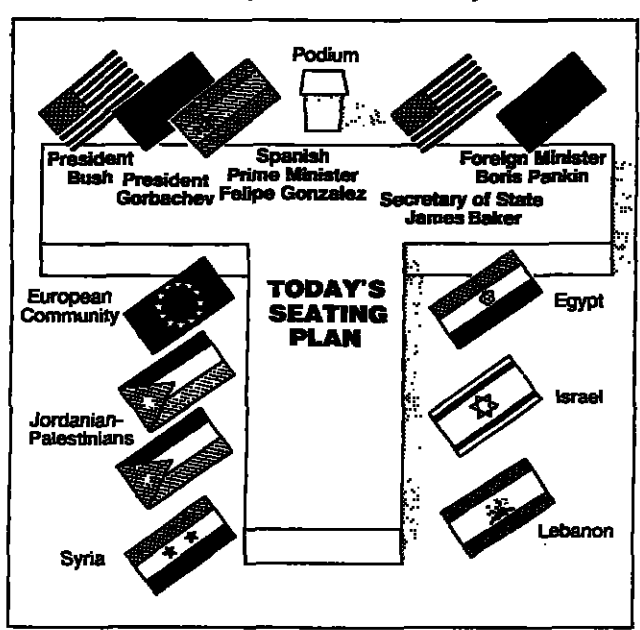 Podium
President
Bush
President
Gorbachev
Spanish
Prime Minister
Felipe Gonzalez
Secretary of State
James Baker
Foreign Minister
Boris Pankin
TODAY'S
SEATING
PLAN
European
Community
Jordanian-
Palestinians
Syria
Egypt
Israel
Lebanon